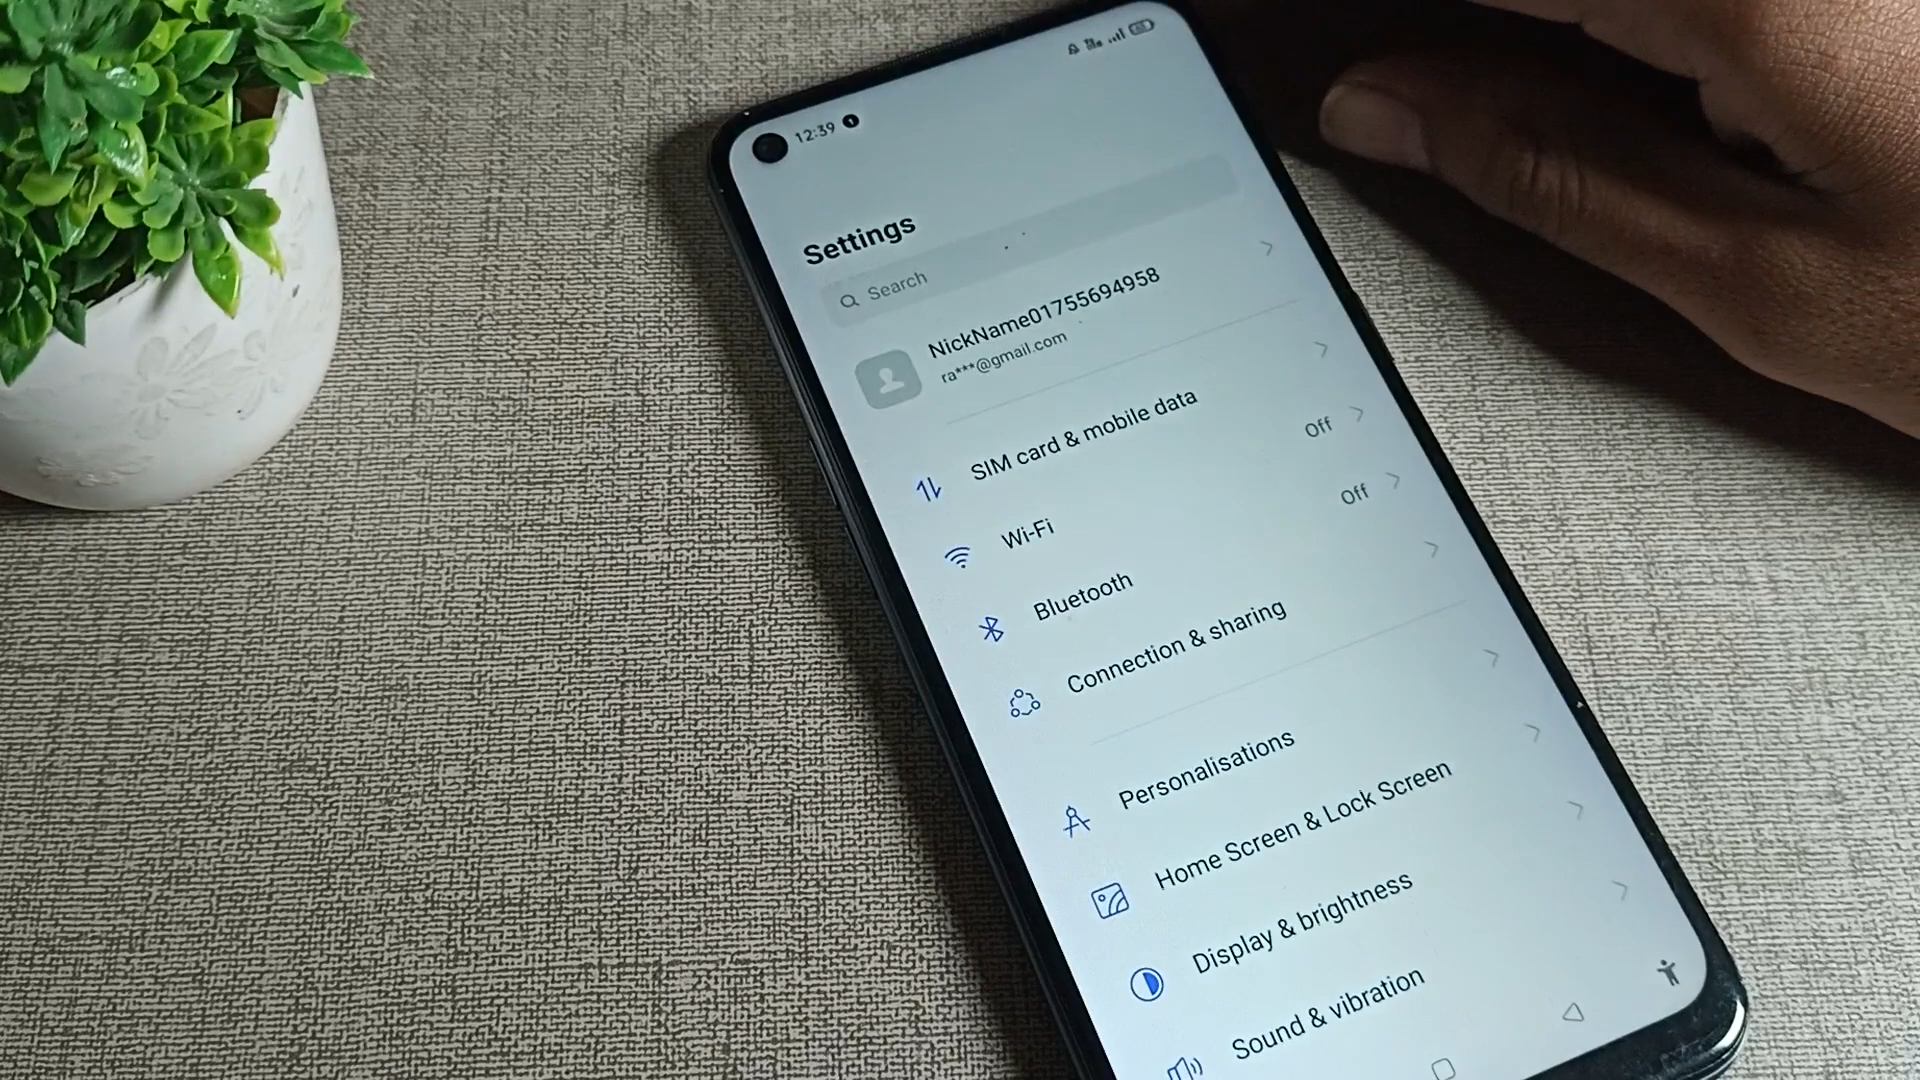 12:39
Settings
Search
NickName01755694958
ra***@gmail.com
SIM card & mobile data
Wi-Fi
Off
Bluetooth
Off
Connection & sharing
Personalisations
Home Screen & Lock Screen
Display & brightness
Sound & vibration